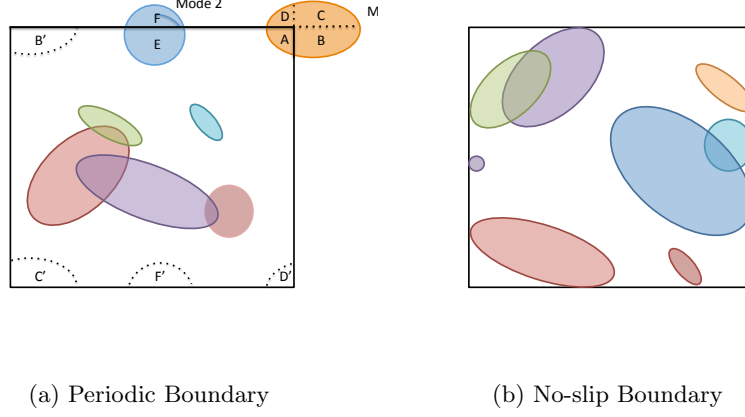 Mode 2
F
D
C
M
B′
E
A
B
C′
F′
D′
(a) Periodic Boundary
(b) No-slip Boundary